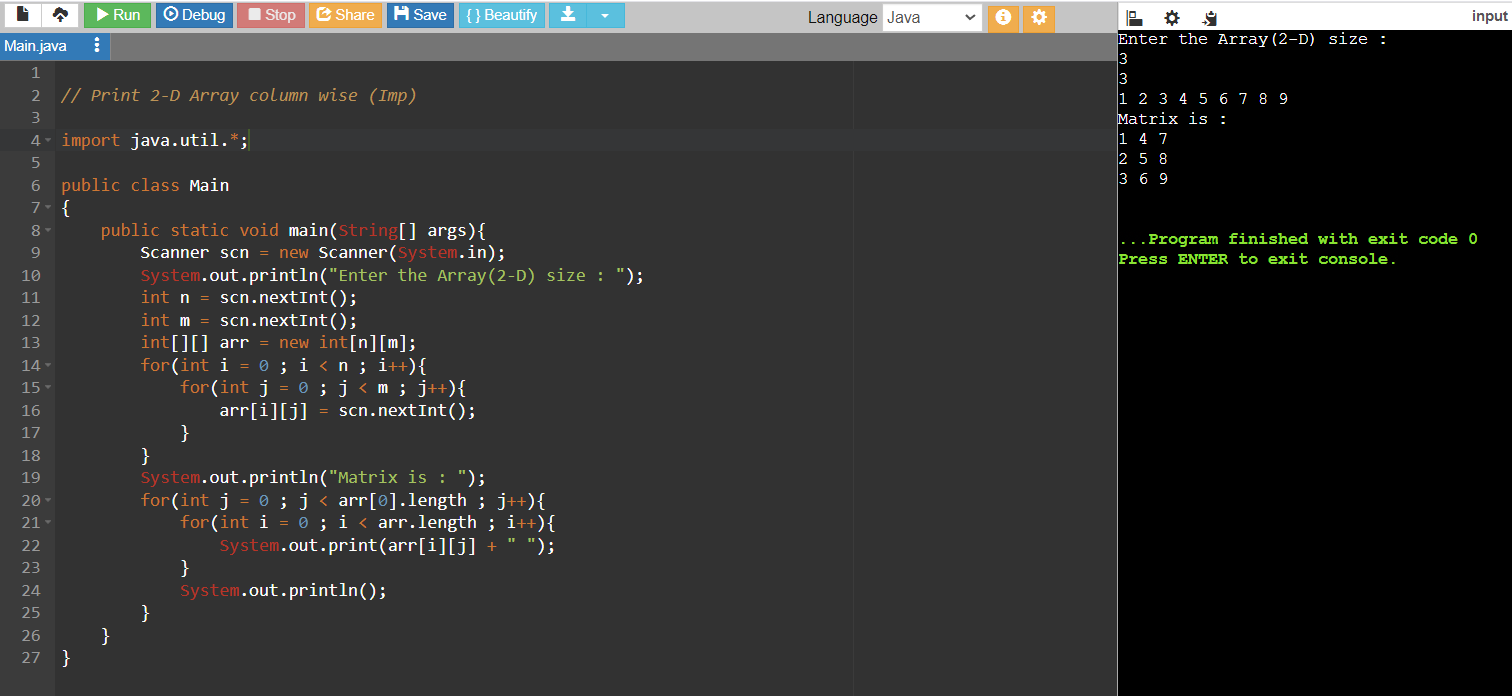 Run Debug Stop Share Save { } Beautify Language Java input
Main.java
1
2 // Print 2-D Array column wise (Imp)
3
4 import java.util.*;
5
6 public class Main
7 {
8 public static void main(String[] args){
9 Scanner scn = new Scanner(System.in);
10 System.out.println("Enter the Array(2-D) size : ");
11 int n = scn.nextInt();
12 int m = scn.nextInt();
13 int[][] arr = new int[n][m];
14 for(int i = 0 ; i < n ; i++){
15 for(int j = 0 ; j < m ; j++){
16 arr[i][j] = scn.nextInt();
17 }
18 }
19 System.out.println("Matrix is : ");
20 for(int j = 0 ; j < arr[0].length ; j++){
21 for(int i = 0 ; i < arr.length ; i++){
22 System.out.print(arr[i][j] + " ");
23 }
24 System.out.println();
25 }
26 }
27 }
Enter the Array(2-D) size :
3
3
1 2 3 4 5 6 7 8 9
Matrix is :
1 4 7
2 5 8
3 6 9
...Program finished with exit code 0
Press ENTER to exit console.